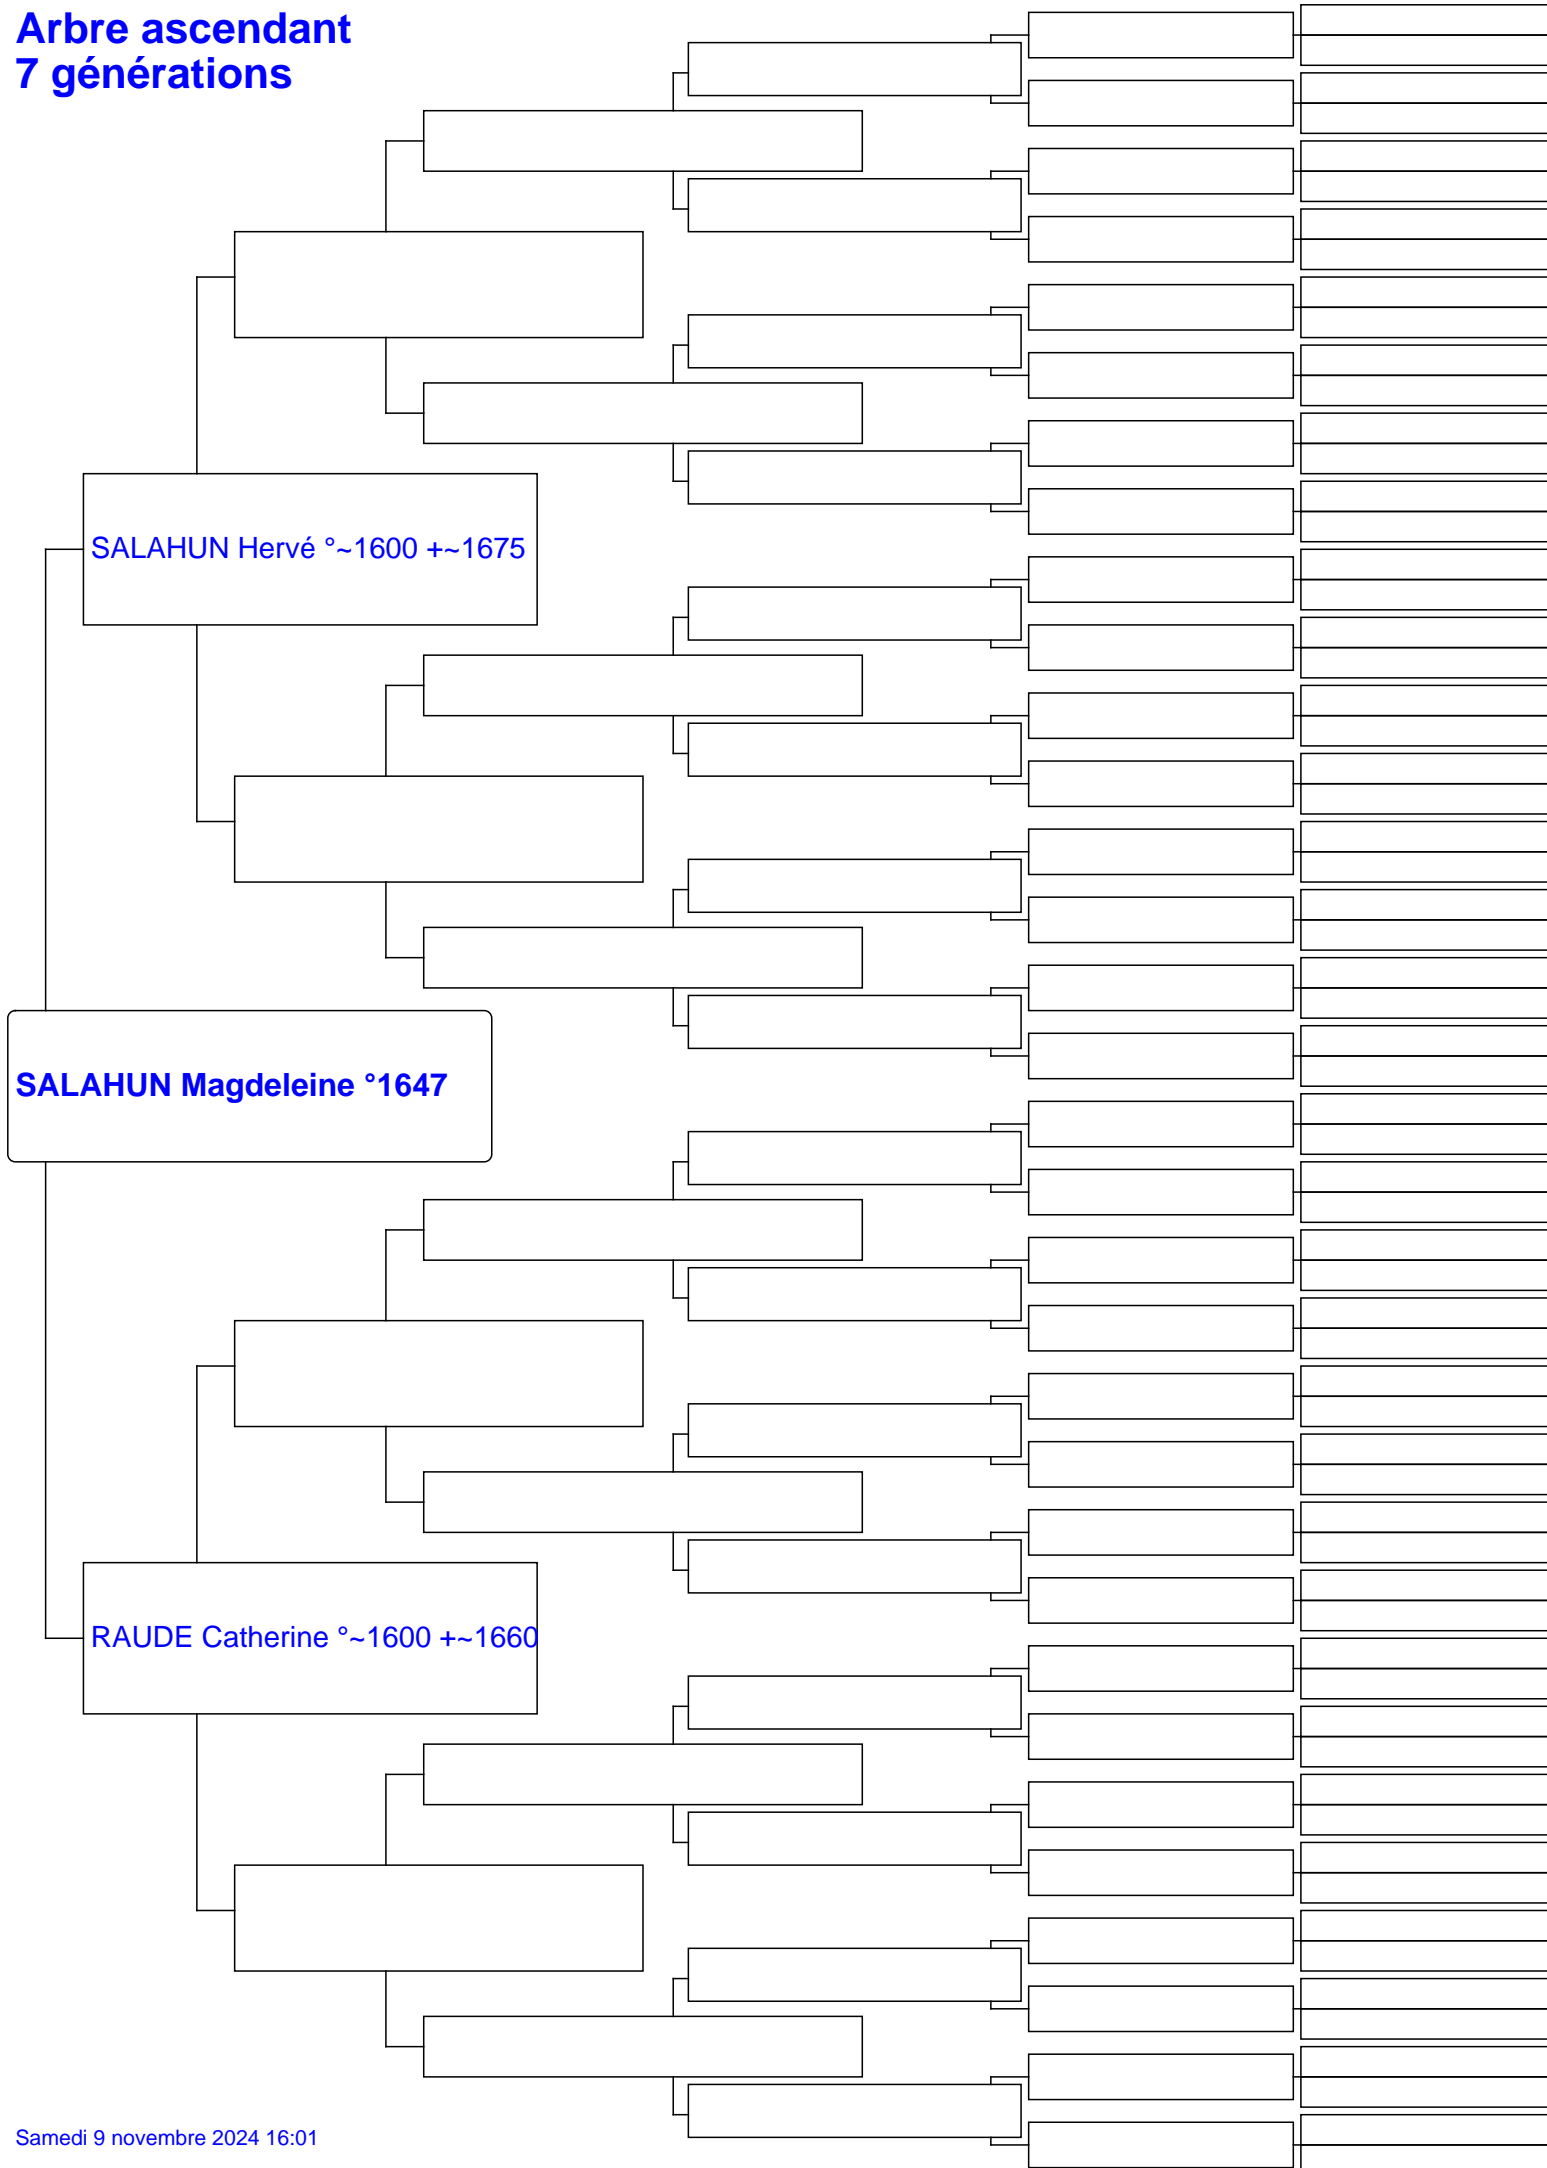 Arbre ascendant
7 générations
SALAHUN Hervé °~1600 +~1675
SALAHUN Magdeleine °1647
RAUDE Catherine °~1600 +~1660
Samedi 9 novembre 2024 16:01